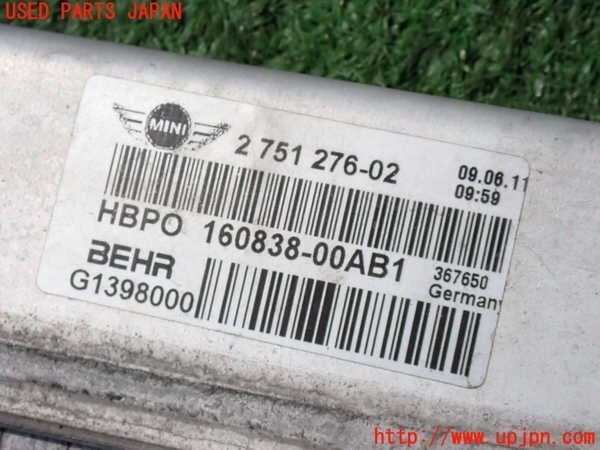 USED PARTS JAPAN
MINI
2 751 276-02
09.06.11
09:59
HBPO 160838-00AB1
BEHR
G1398000
367650
Germany
http://www.upjpn.com